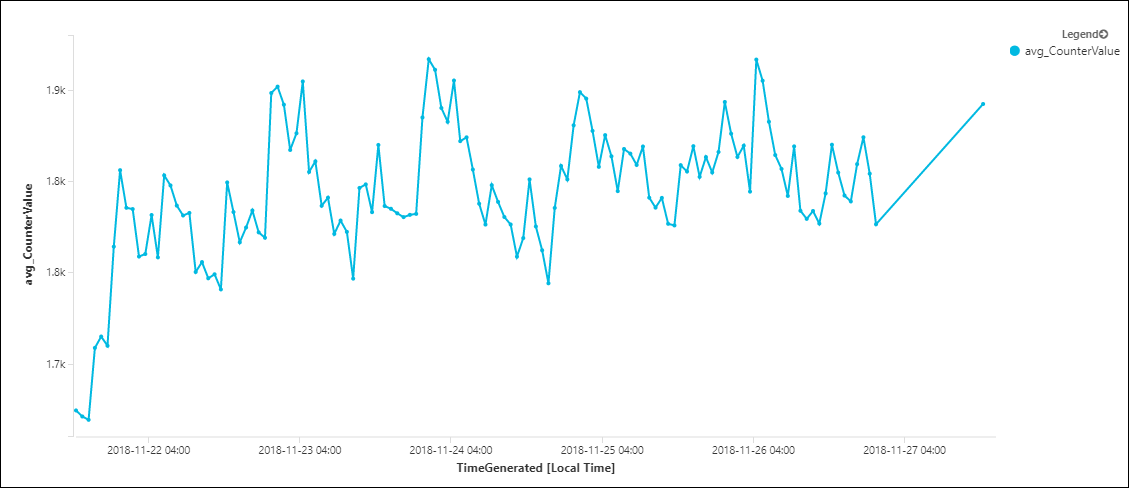 Legend
avg_CounterValue
avg_CounterValue
1.9k
1.8k
1.8k
1.7k
2018-11-22 04:00
2018-11-23 04:00
2018-11-24 04:00
2018-11-25 04:00
2018-11-26 04:00
2018-11-27 04:00
TimeGenerated [Local Time]